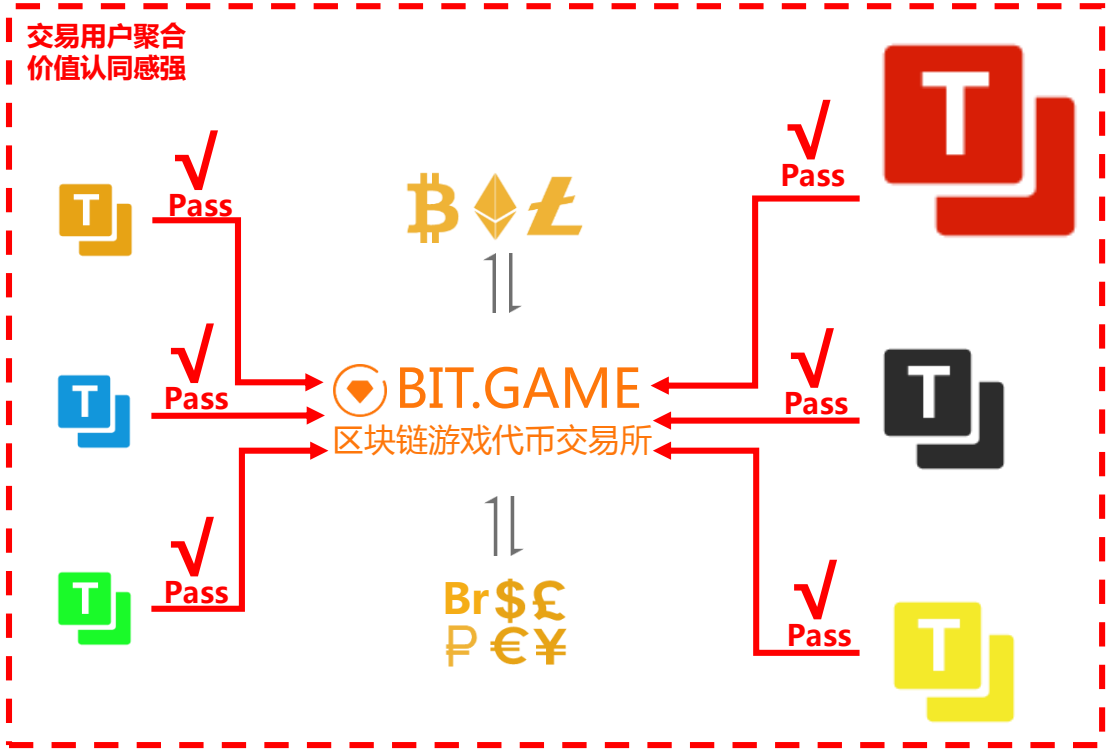 交易用户聚合
价值认同感强
T
√
Pass
√
Pass
T
T
√
Pass
√
Pass
T
BIT.GAME
区块链游戏代币交易所
T
√
Pass
√
Pass
T
Br $ £
₽ € ¥